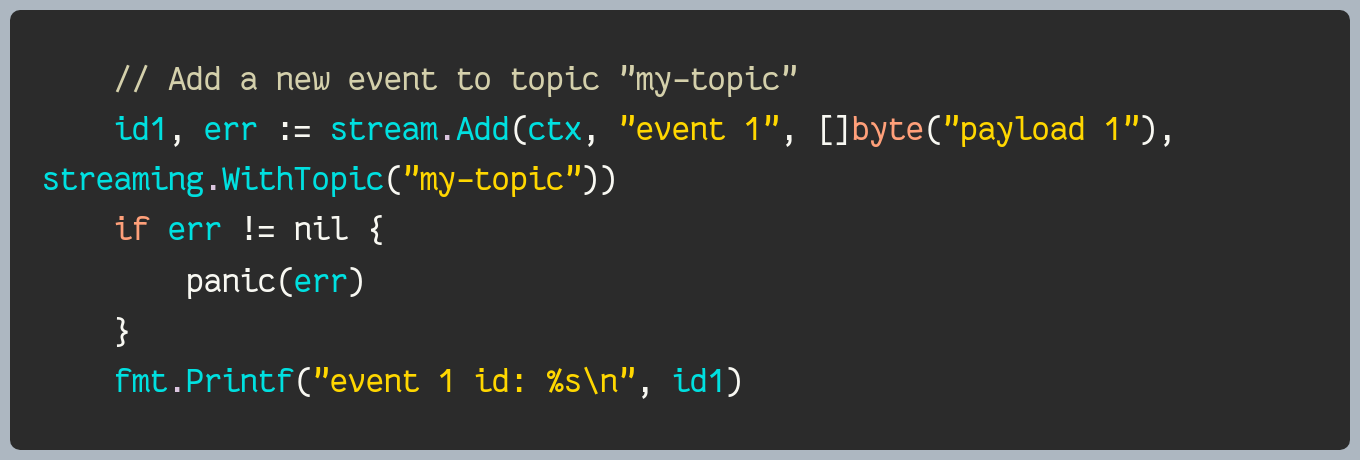 // Add a new event to topic "my-topic"
id1, err := stream.Add(ctx, "event 1", []byte("payload 1"),
streaming.WithTopic("my-topic"))
if err != nil {
panic(err)
}
fmt.Printf("event 1 id: %s\n", id1)